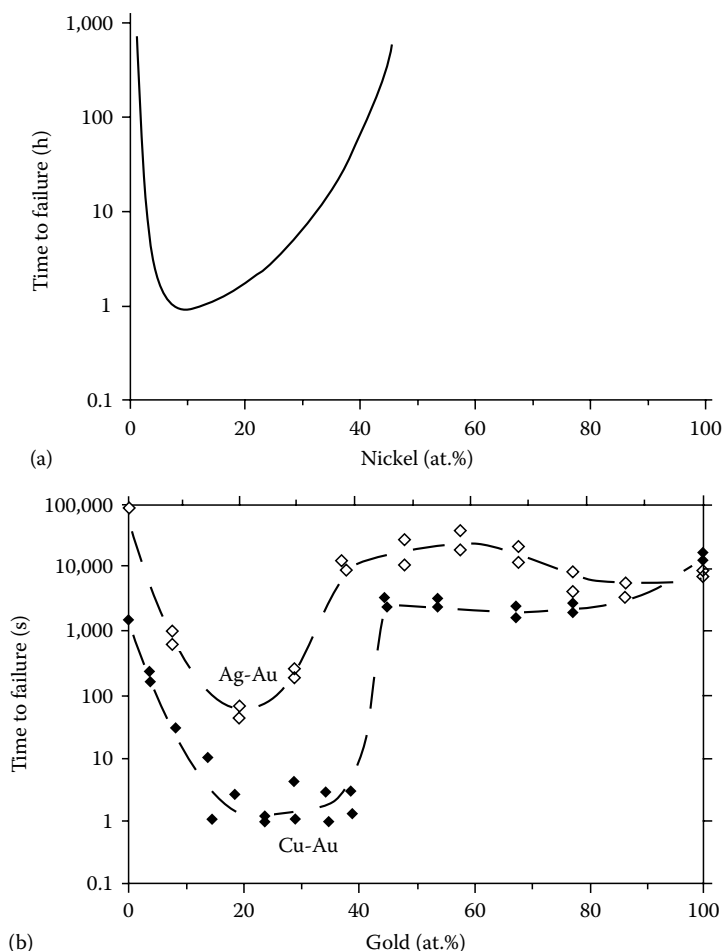 1,000
100
10
1
0.1
Time to failure (h)
0 20 40 60 80 100
(a) Nickel (at.%)
100,000
10,000
1,000
100
10
1
0.1
Time to failure (s)
Ag-Au
Cu-Au
0 20 40 60 80 100
(b) Gold (at.%)